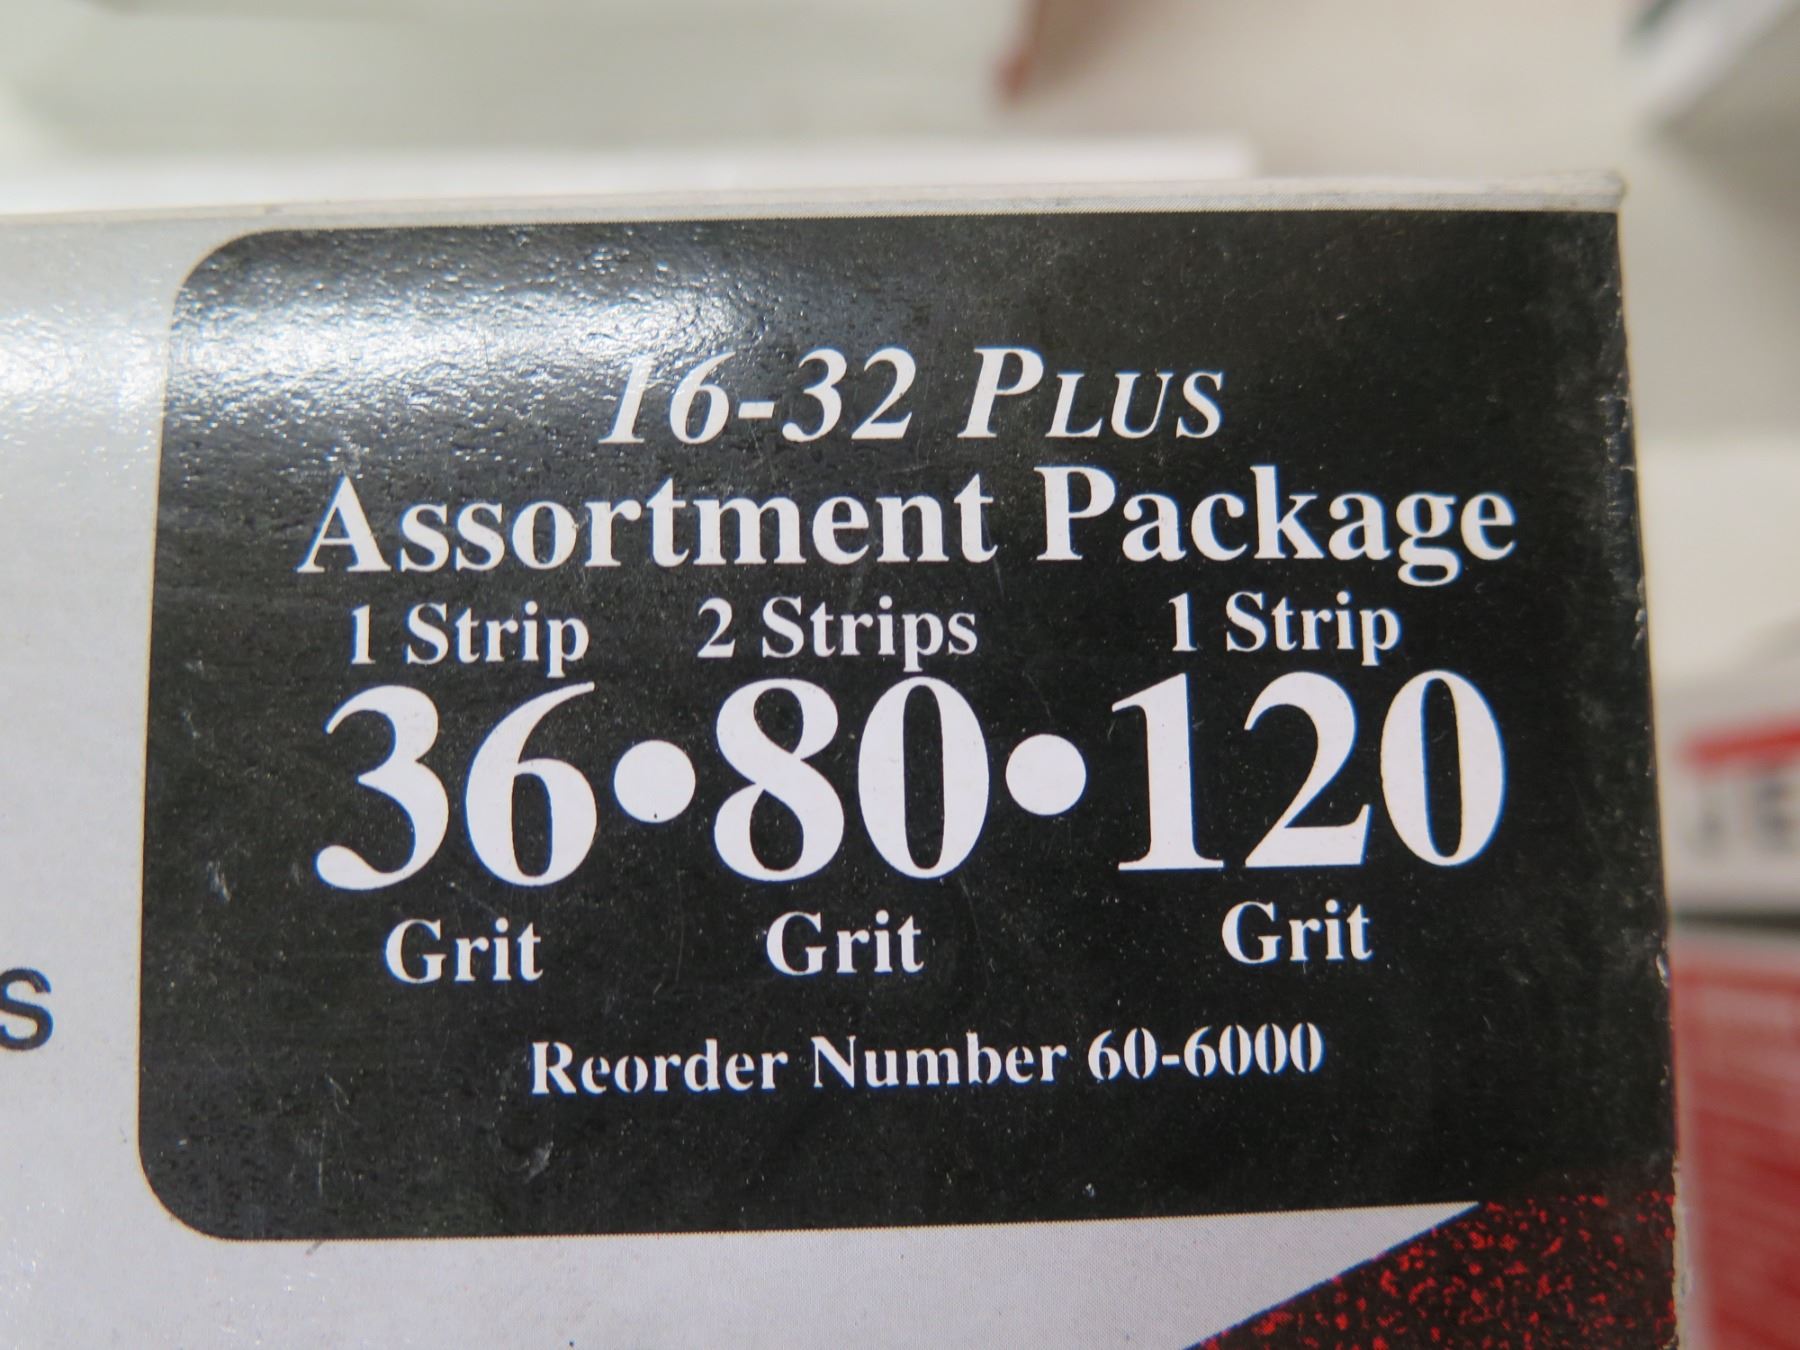 16-32 PLUS
Assortment Package
1 Strip 2 Strips 1 Strip
36•80•120
Grit Grit Grit
Reorder Number 60-6000
s